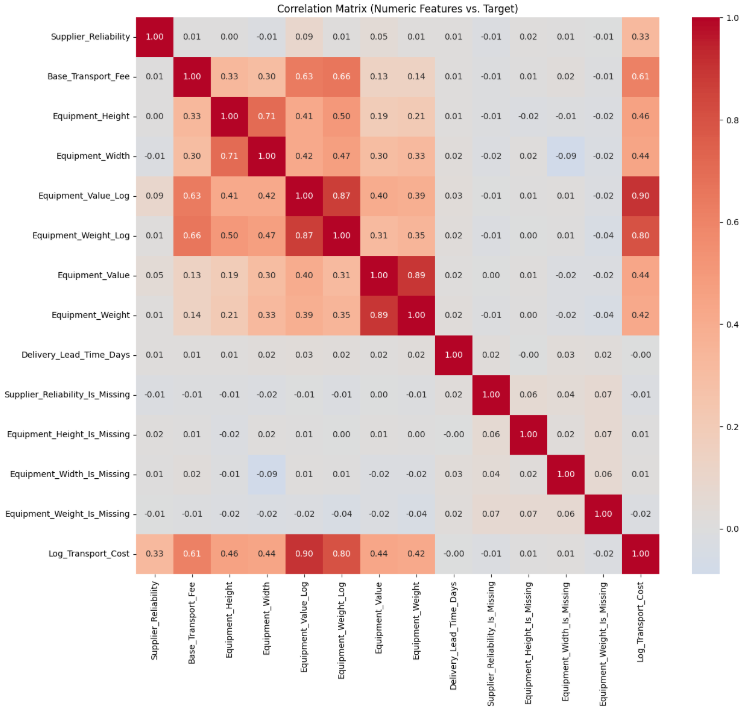 Correlation Matrix (Numeric Features vs. Target)
Supplier_Reliability 1.00 0.01 0.00 -0.01 0.09 0.01 0.05 0.01 0.01 -0.01 0.02 0.01 -0.01 0.33
Base_Transport_Fee 0.01 1.00 0.33 0.30 0.63 0.66 0.13 0.14 0.01 -0.01 0.01 0.02 -0.01 0.61
Equipment_Height 0.00 0.33 1.00 0.71 0.41 0.50 0.19 0.21 0.01 -0.01 -0.02 -0.01 -0.02 0.46
Equipment_Width -0.01 0.30 0.71 1.00 0.42 0.47 0.30 0.33 0.02 -0.02 0.02 -0.09 -0.02 0.44
Equipment_Value_Log 0.09 0.63 0.41 0.42 1.00 0.87 0.40 0.39 0.03 -0.01 0.01 0.01 -0.02 0.90
Equipment_Weight_Log 0.01 0.66 0.50 0.47 0.87 1.00 0.31 0.35 0.02 -0.01 0.00 0.01 -0.04 0.80
Equipment_Value 0.05 0.13 0.19 0.30 0.40 0.31 1.00 0.89 0.02 0.00 0.01 -0.02 -0.02 0.44
Equipment_Weight 0.01 0.14 0.21 0.33 0.39 0.35 0.89 1.00 0.02 -0.01 0.00 -0.02 -0.04 0.42
Delivery_Lead_Time_Days 0.01 0.01 0.01 0.02 0.03 0.02 0.02 0.02 1.00 0.02 -0.00 0.03 0.02 -0.00
Supplier_Reliability_Is_Missing -0.01 -0.01 -0.01 -0.02 -0.01 -0.01 0.00 -0.01 0.02 1.00 0.06 0.04 0.07 -0.01
Equipment_Height_Is_Missing 0.02 0.01 -0.02 0.02 0.01 0.00 0.01 0.00 -0.00 0.06 1.00 0.02 0.07 0.01
Equipment_Width_Is_Missing 0.01 0.02 -0.01 -0.09 0.01 0.01 -0.02 -0.02 0.03 0.04 0.02 1.00 0.06 0.01
Equipment_Weight_Is_Missing -0.01 -0.01 -0.02 -0.02 -0.02 -0.04 -0.02 -0.04 0.02 0.07 0.07 0.06 1.00 -0.02
Log_Transport_Cost 0.33 0.61 0.46 0.44 0.90 0.80 0.44 0.42 -0.00 -0.01 0.01 0.01 -0.02 1.00
Supplier_Reliability
Base_Transport_Fee
Equipment_Height
Equipment_Width
Equipment_Value_Log
Equipment_Weight_Log
Equipment_Value
Equipment_Weight
Delivery_Lead_Time_Days
Supplier_Reliability_Is_Missing
Equipment_Height_Is_Missing
Equipment_Width_Is_Missing
Equipment_Weight_Is_Missing
Log_Transport_Cost
1.0
0.8
0.6
0.4
0.2
0.0